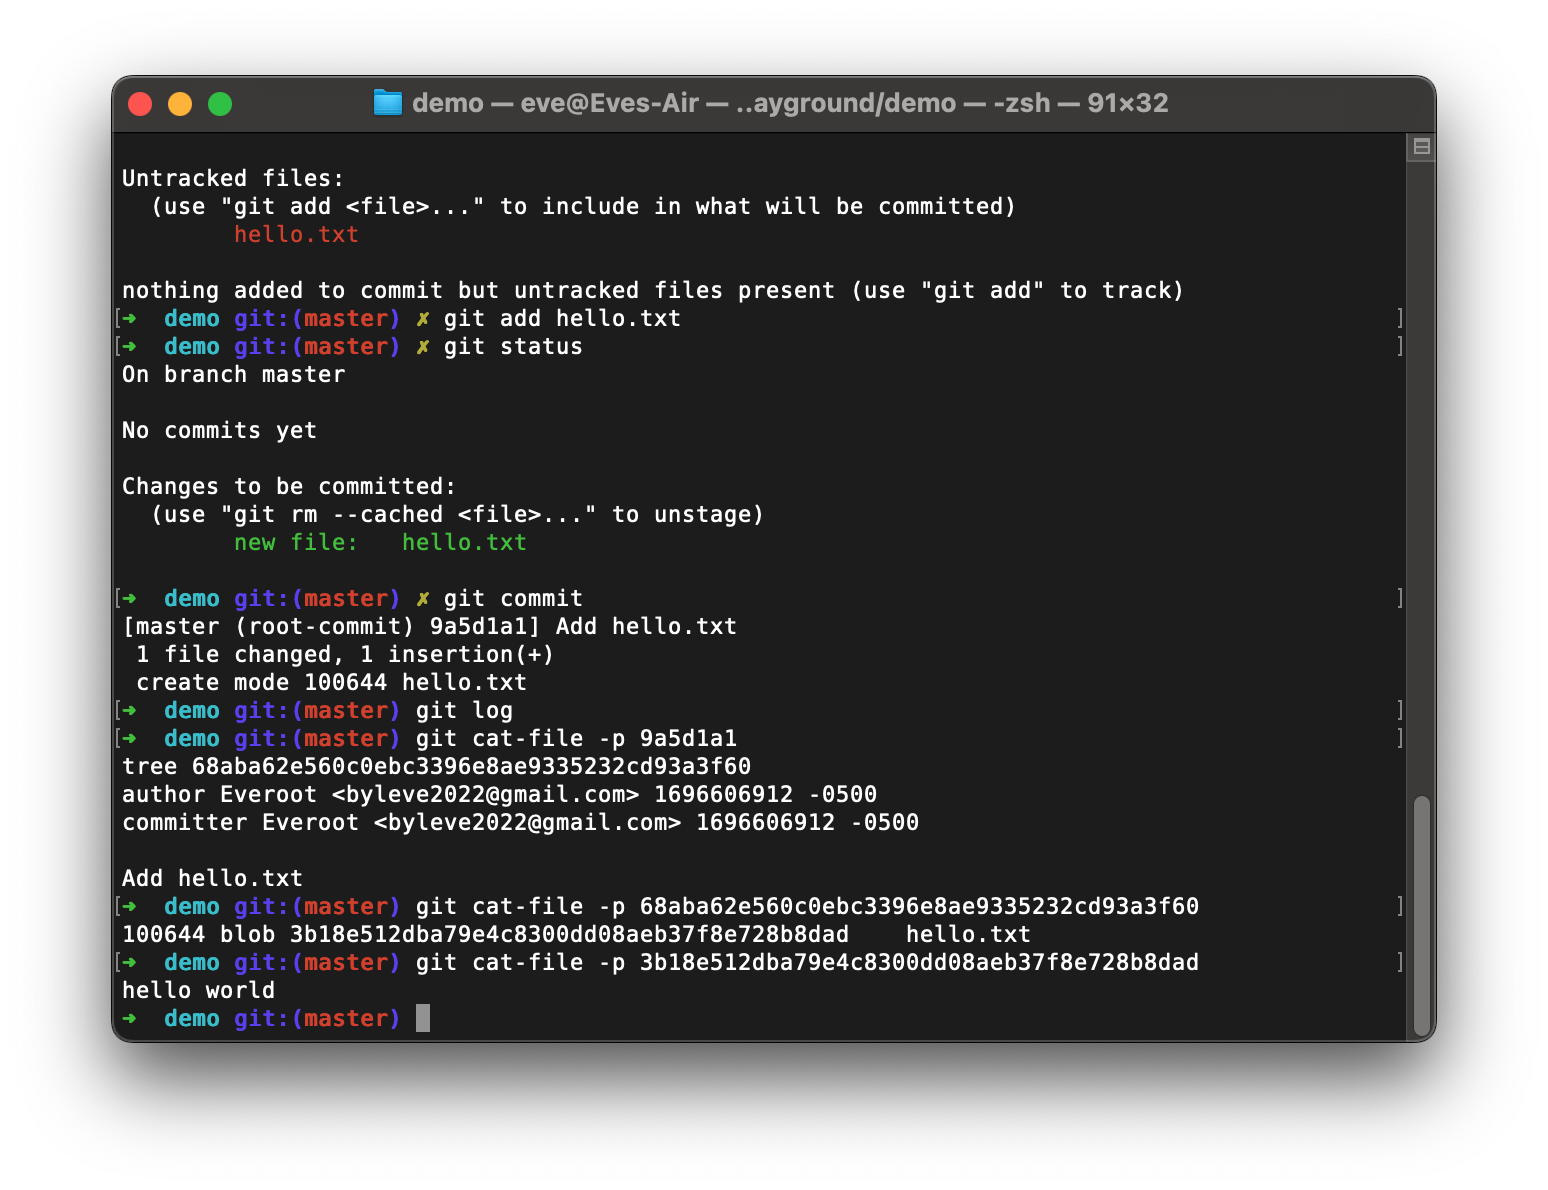 demo — eve@Eves-Air — ..ayground/demo — -zsh — 91×32
Untracked files:
  (use "git add <file>..." to include in what will be committed)
        hello.txt
nothing added to commit but untracked files present (use "git add" to track)
[➜  demo git:(master) ✗ git add hello.txt ]
[➜  demo git:(master) ✗ git status ]
On branch master
No commits yet
Changes to be committed:
  (use "git rm --cached <file>..." to unstage)
        new file:   hello.txt
[➜  demo git:(master) ✗ git commit ]
[master (root-commit) 9a5d1a1] Add hello.txt
 1 file changed, 1 insertion(+)
 create mode 100644 hello.txt
[➜  demo git:(master) git log ]
[➜  demo git:(master) git cat-file -p 9a5d1a1 ]
tree 68aba62e560c0ebc3396e8ae9335232cd93a3f60
author Everoot <byleve2022@gmail.com> 1696606912 -0500
committer Everoot <byleve2022@gmail.com> 1696606912 -0500
Add hello.txt
[➜  demo git:(master) git cat-file -p 68aba62e560c0ebc3396e8ae9335232cd93a3f60 ]
100644 blob 3b18e512dba79e4c8300dd08aeb37f8e728b8dad    hello.txt
[➜  demo git:(master) git cat-file -p 3b18e512dba79e4c8300dd08aeb37f8e728b8dad ]
hello world
➜  demo git:(master)